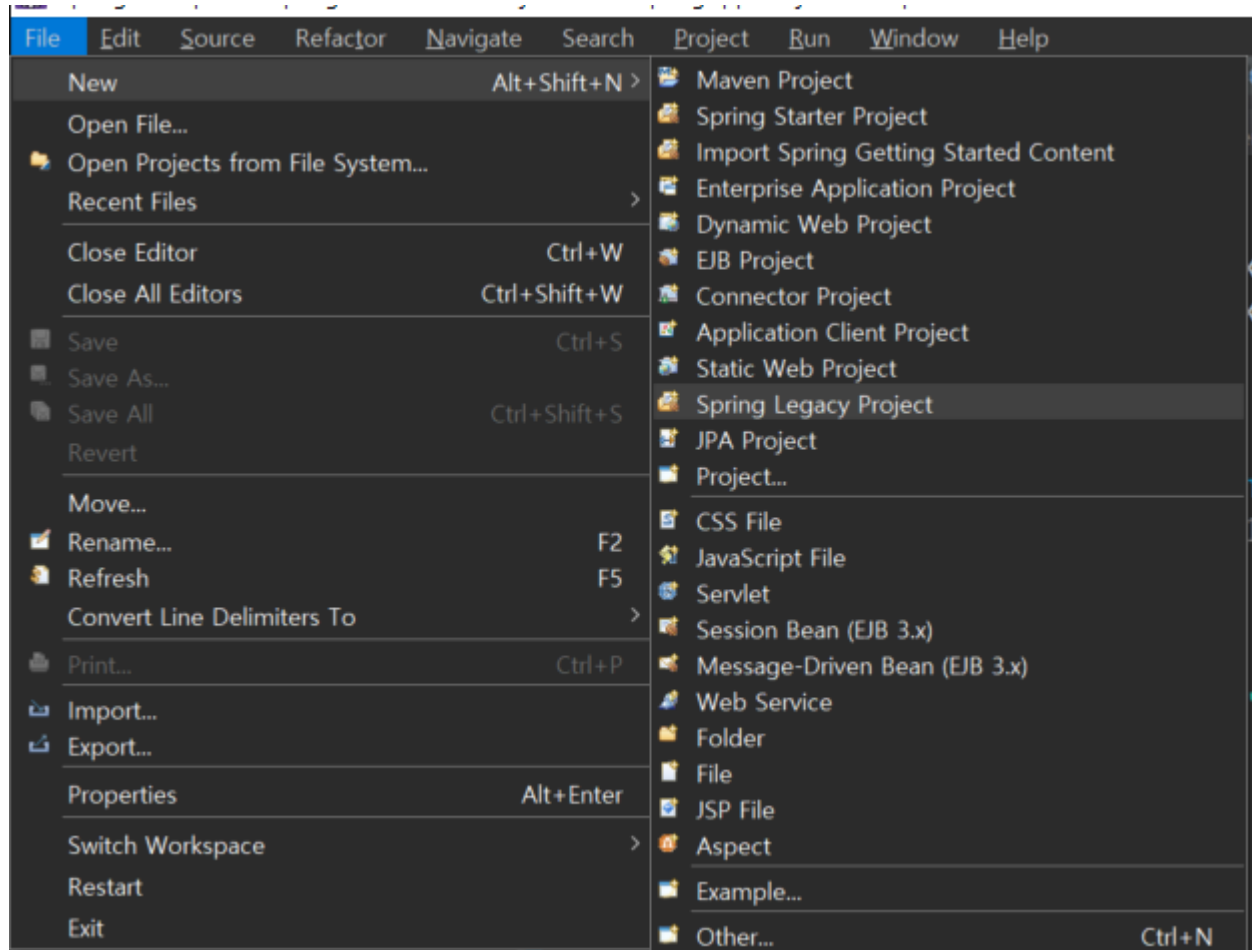 File Edit Source Refactor Navigate Search Project Run Window Help
New Alt+Shift+N >
Open File...
Open Projects from File System...
Recent Files >
Close Editor Ctrl+W
Close All Editors Ctrl+Shift+W
Save Ctrl+S
Save As...
Save All Ctrl+Shift+S
Revert
Move...
Rename... F2
Refresh F5
Convert Line Delimiters To >
Print... Ctrl+P
Import...
Export...
Properties Alt+Enter
Switch Workspace >
Restart
Exit
Maven Project
Spring Starter Project
Import Spring Getting Started Content
Enterprise Application Project
Dynamic Web Project
EJB Project
Connector Project
Application Client Project
Static Web Project
Spring Legacy Project
JPA Project
Project...
CSS File
JavaScript File
Servlet
Session Bean (EJB 3.x)
Message-Driven Bean (EJB 3.x)
Web Service
Folder
File
JSP File
Aspect
Example...
Other... Ctrl+N